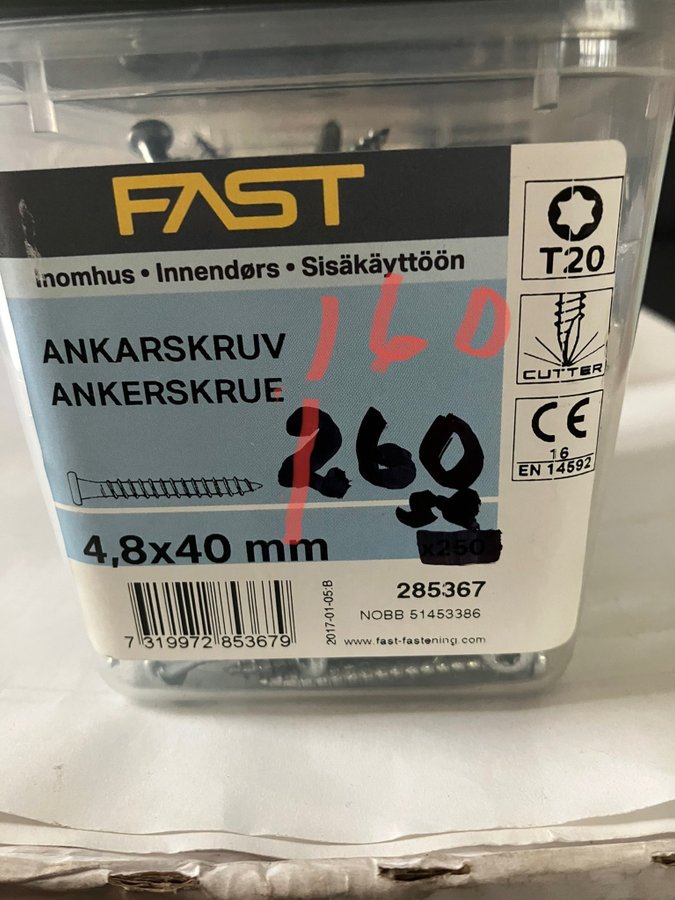 FAST
Inomhus • Innendørs • Sisäkäyttöön
T20
CUTTER
CE
16
EN 14592
ANKARSKRUV
ANKERSKRUE
160
260
4,8x40 mm
x250
285367
NOBB 51453386
www.fast-fastening.com
2017-01-05:B
7 319972 853679